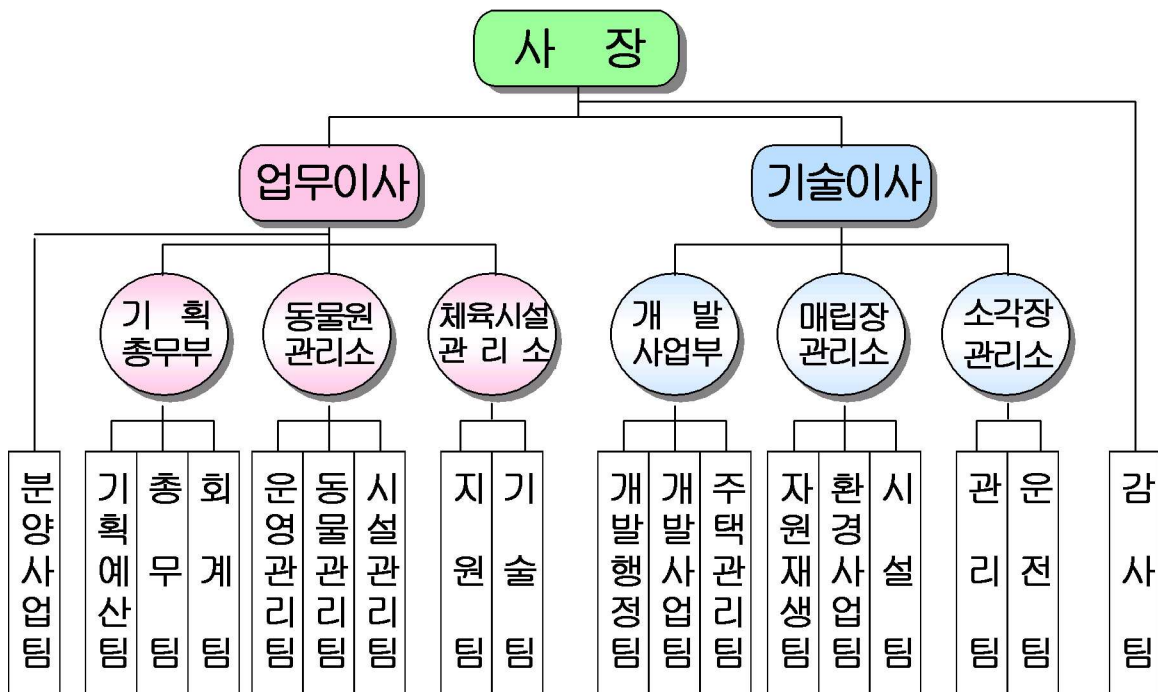 사 장
업무이사
기술이사
기 획
총무부
동물원
관리소
체육시설
관 리 소
개 발
사업부
매립장
관리소
소각장
관리소
분양사업팀
기획예산팀
총무팀
회계팀
운영관리팀
동물관리팀
시설관리팀
지원팀
기술팀
개발행정팀
개발사업팀
주택관리팀
자원재생팀
환경사업팀
시설팀
관리팀
운전팀
감사팀